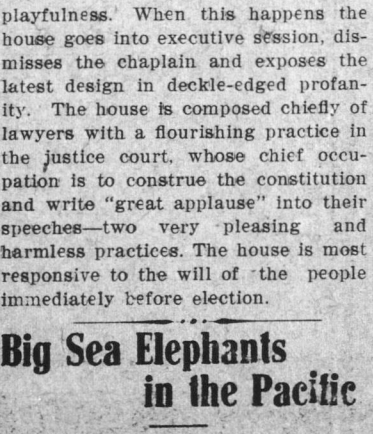 playfulness. When this happens the
house goes into executive session, dis-
misses the chaplain and exposes the
latest design in deckle-edged profan-
ity. The house is composed chiefly of
lawyers with a flourishing practice in
the justice court, whose chief occu-
pation is to construe the constitution
and write "great applause" into their
speeches—two very pleasing and
harmless practices. The house is most
responsive to the will of the people
immediately before election.
Big Sea Elephants
in the Pacific